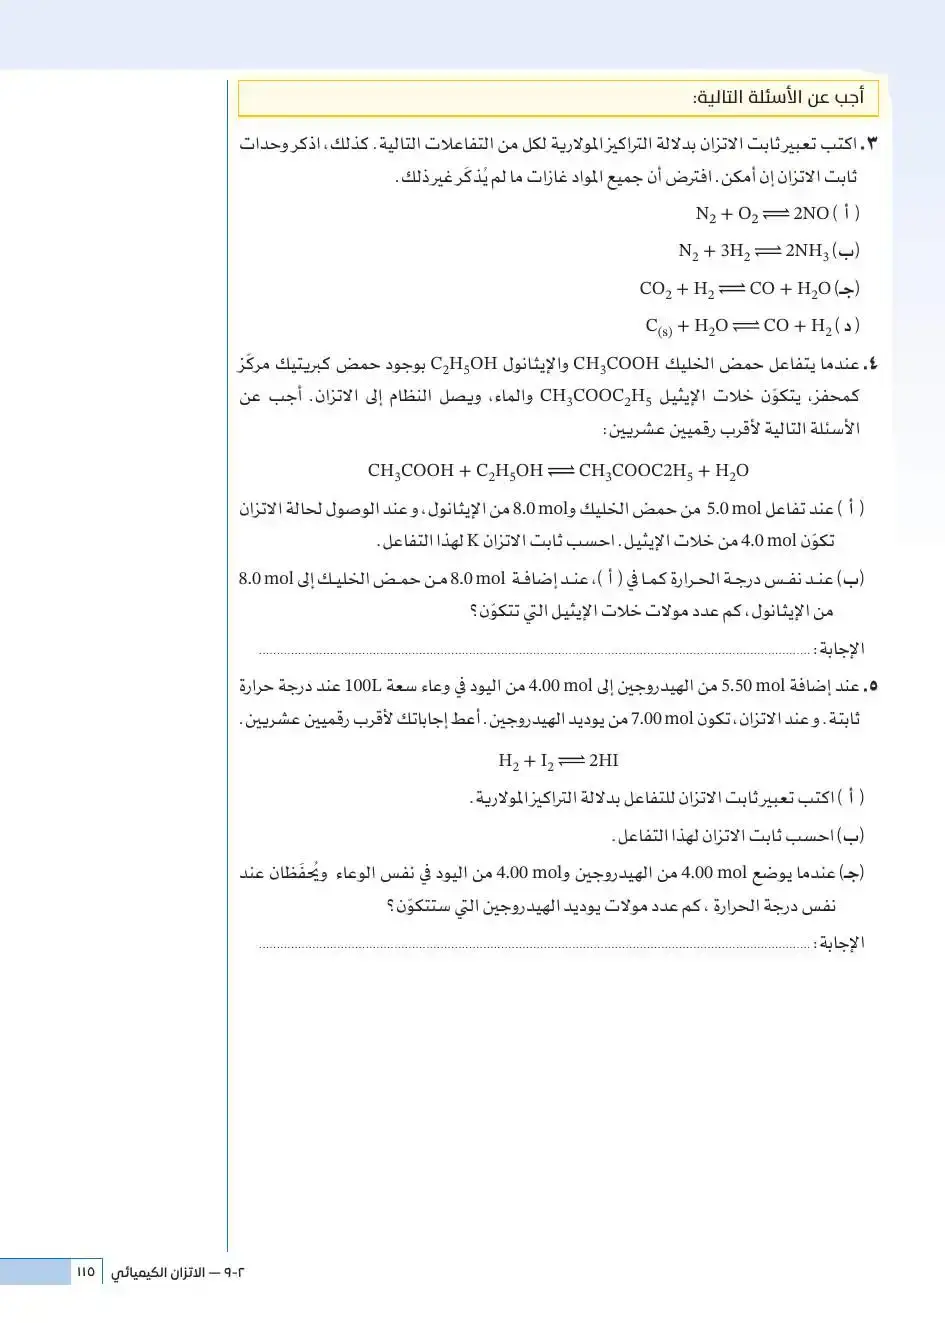 أجب عن الأسئلة التالية:
٣. اكتب تعبير ثابت الاتزان بدلالة التراكيز المولارية لكل من التفاعلات التالية. كذلك، اذكر وحدات
ثابت الاتزان إن أمكن. افترض أن جميع المواد غازات ما لم يُذكَر غير ذلك.
( أ ) N₂ + O₂ ⇌ 2NO
(ب) N₂ + 3H₂ ⇌ 2NH₃
(جـ) CO₂ + H₂ ⇌ CO + H₂O
( د ) C₍s₎ + H₂O ⇌ CO + H₂
٤. عندما يتفاعل حمض الخليك CH₃COOH والإيثانول C₂H₅OH بوجود حمض كبريتيك مركّز
كمحفز، يتكوّن خلات الإيثيل CH₃COOC₂H₅ والماء، ويصل النظام إلى الاتزان. أجب عن
الأسئلة التالية لأقرب رقميين عشريين:
CH₃COOH + C₂H₅OH ⇌ CH₃COOC2H₅ + H₂O
( أ ) عند تفاعل 5.0 mol من حمض الخليك و8.0 mol من الإيثانول، وعند الوصول لحالة الاتزان
تكوّن 4.0 mol من خلات الإيثيل. احسب ثابت الاتزان K لهذا التفاعل.
(ب) عند نفس درجة الحرارة كما في ( أ )، عند إضافة 8.0 mol من حمض الخليك إلى 8.0 mol
من الإيثانول، كم عدد مولات خلات الإيثيل التي تتكوّن؟
الإجابة: ............................................................
٥. عند إضافة 5.50 mol من الهيدروجين إلى 4.00 mol من اليود في وعاء سعة 100L عند درجة حرارة
ثابتة. وعند الاتزان، تكون 7.00 mol من يوديد الهيدروجين. أعط إجاباتك لأقرب رقميين عشريين.
H₂ + I₂ ⇌ 2HI
( أ ) اكتب تعبير ثابت الاتزان للتفاعل بدلالة التراكيز المولارية.
(ب) احسب ثابت الاتزان لهذا التفاعل.
(جـ) عندما يوضع 4.00 mol من الهيدروجين و4.00 mol من اليود في نفس الوعاء ويُحفَظان عند
نفس درجة الحرارة ، كم عدد مولات يوديد الهيدروجين التي ستتكوّن؟
الإجابة: ............................................................
٩-٢ — الاتزان الكيميائي ١١٥